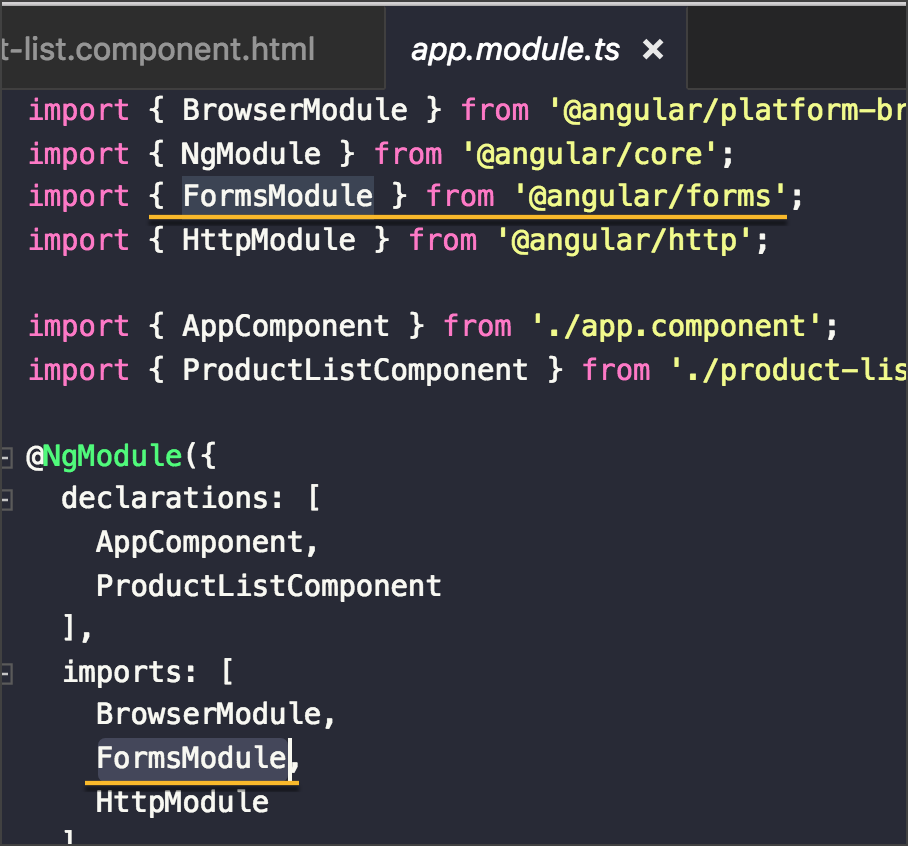 t-list.component.html
app.module.ts ×
import { BrowserModule } from '@angular/platform-br
import { NgModule } from '@angular/core';
import { FormsModule } from '@angular/forms';
import { HttpModule } from '@angular/http';
import { AppComponent } from './app.component';
import { ProductListComponent } from './product-lis
@NgModule({
declarations: [
AppComponent,
ProductListComponent
],
imports: [
BrowserModule,
FormsModule,
HttpModule
]